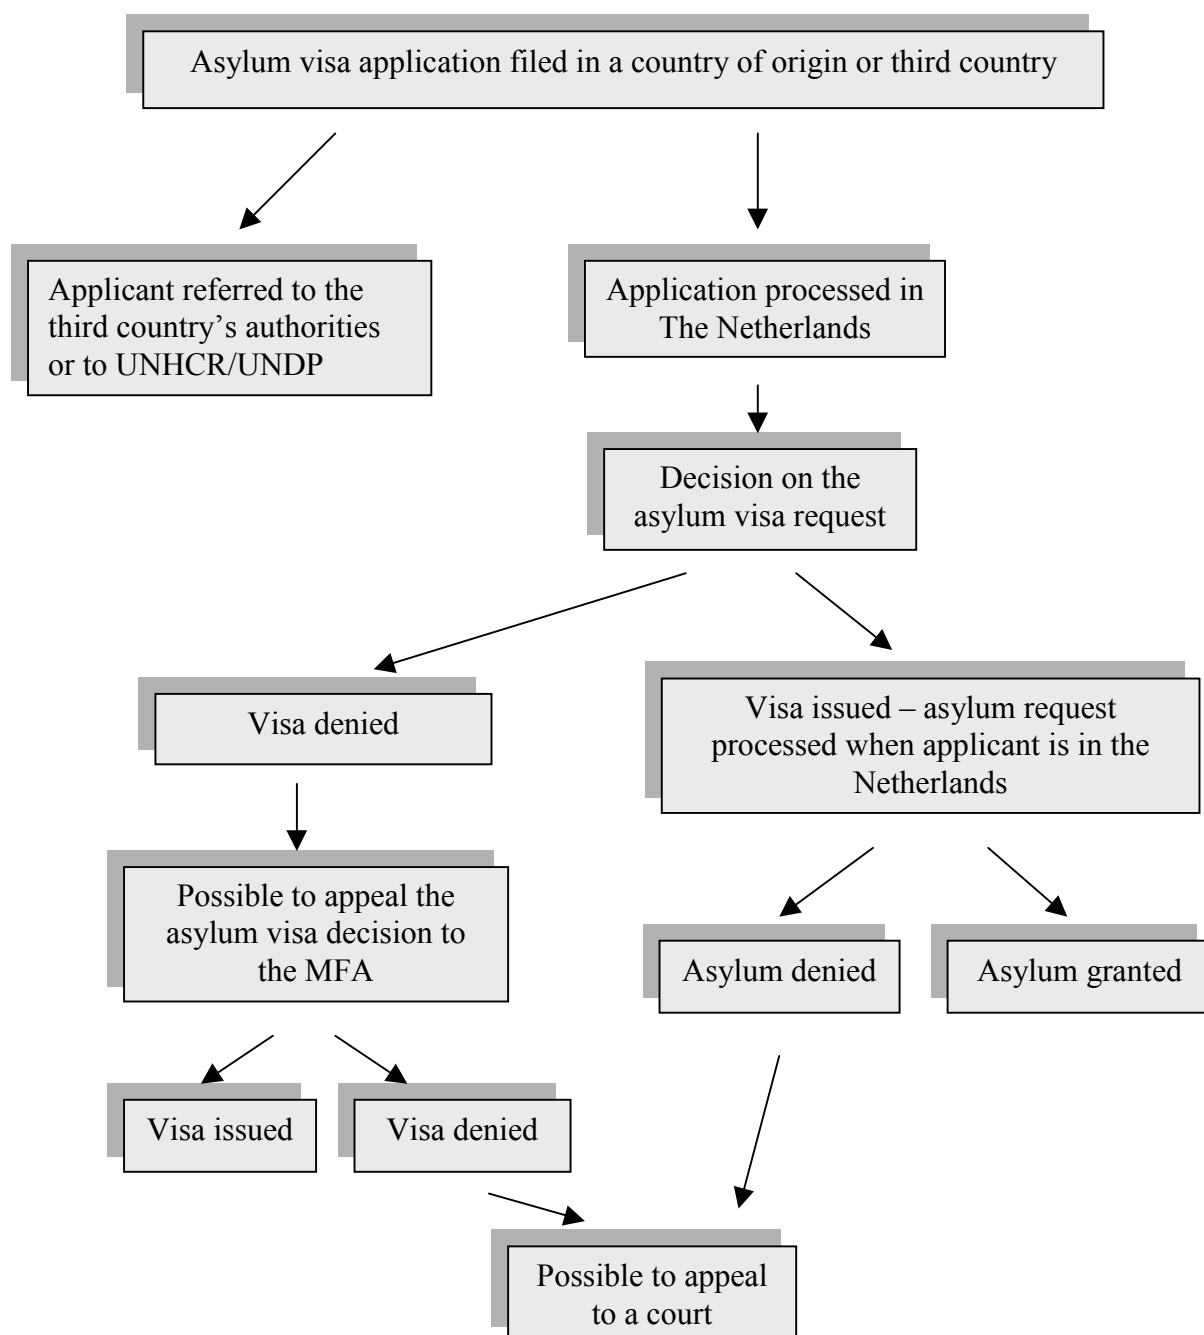 Asylum visa application filed in a country of origin or third country
Applicant referred to the
third country’s authorities
or to UNHCR/UNDP
Application processed in
The Netherlands
Decision on the
asylum visa request
Visa denied
Visa issued – asylum request
processed when applicant is in the
Netherlands
Possible to appeal the
asylum visa decision to
the MFA
Asylum denied
Asylum granted
Visa issued
Visa denied
Possible to appeal
to a court